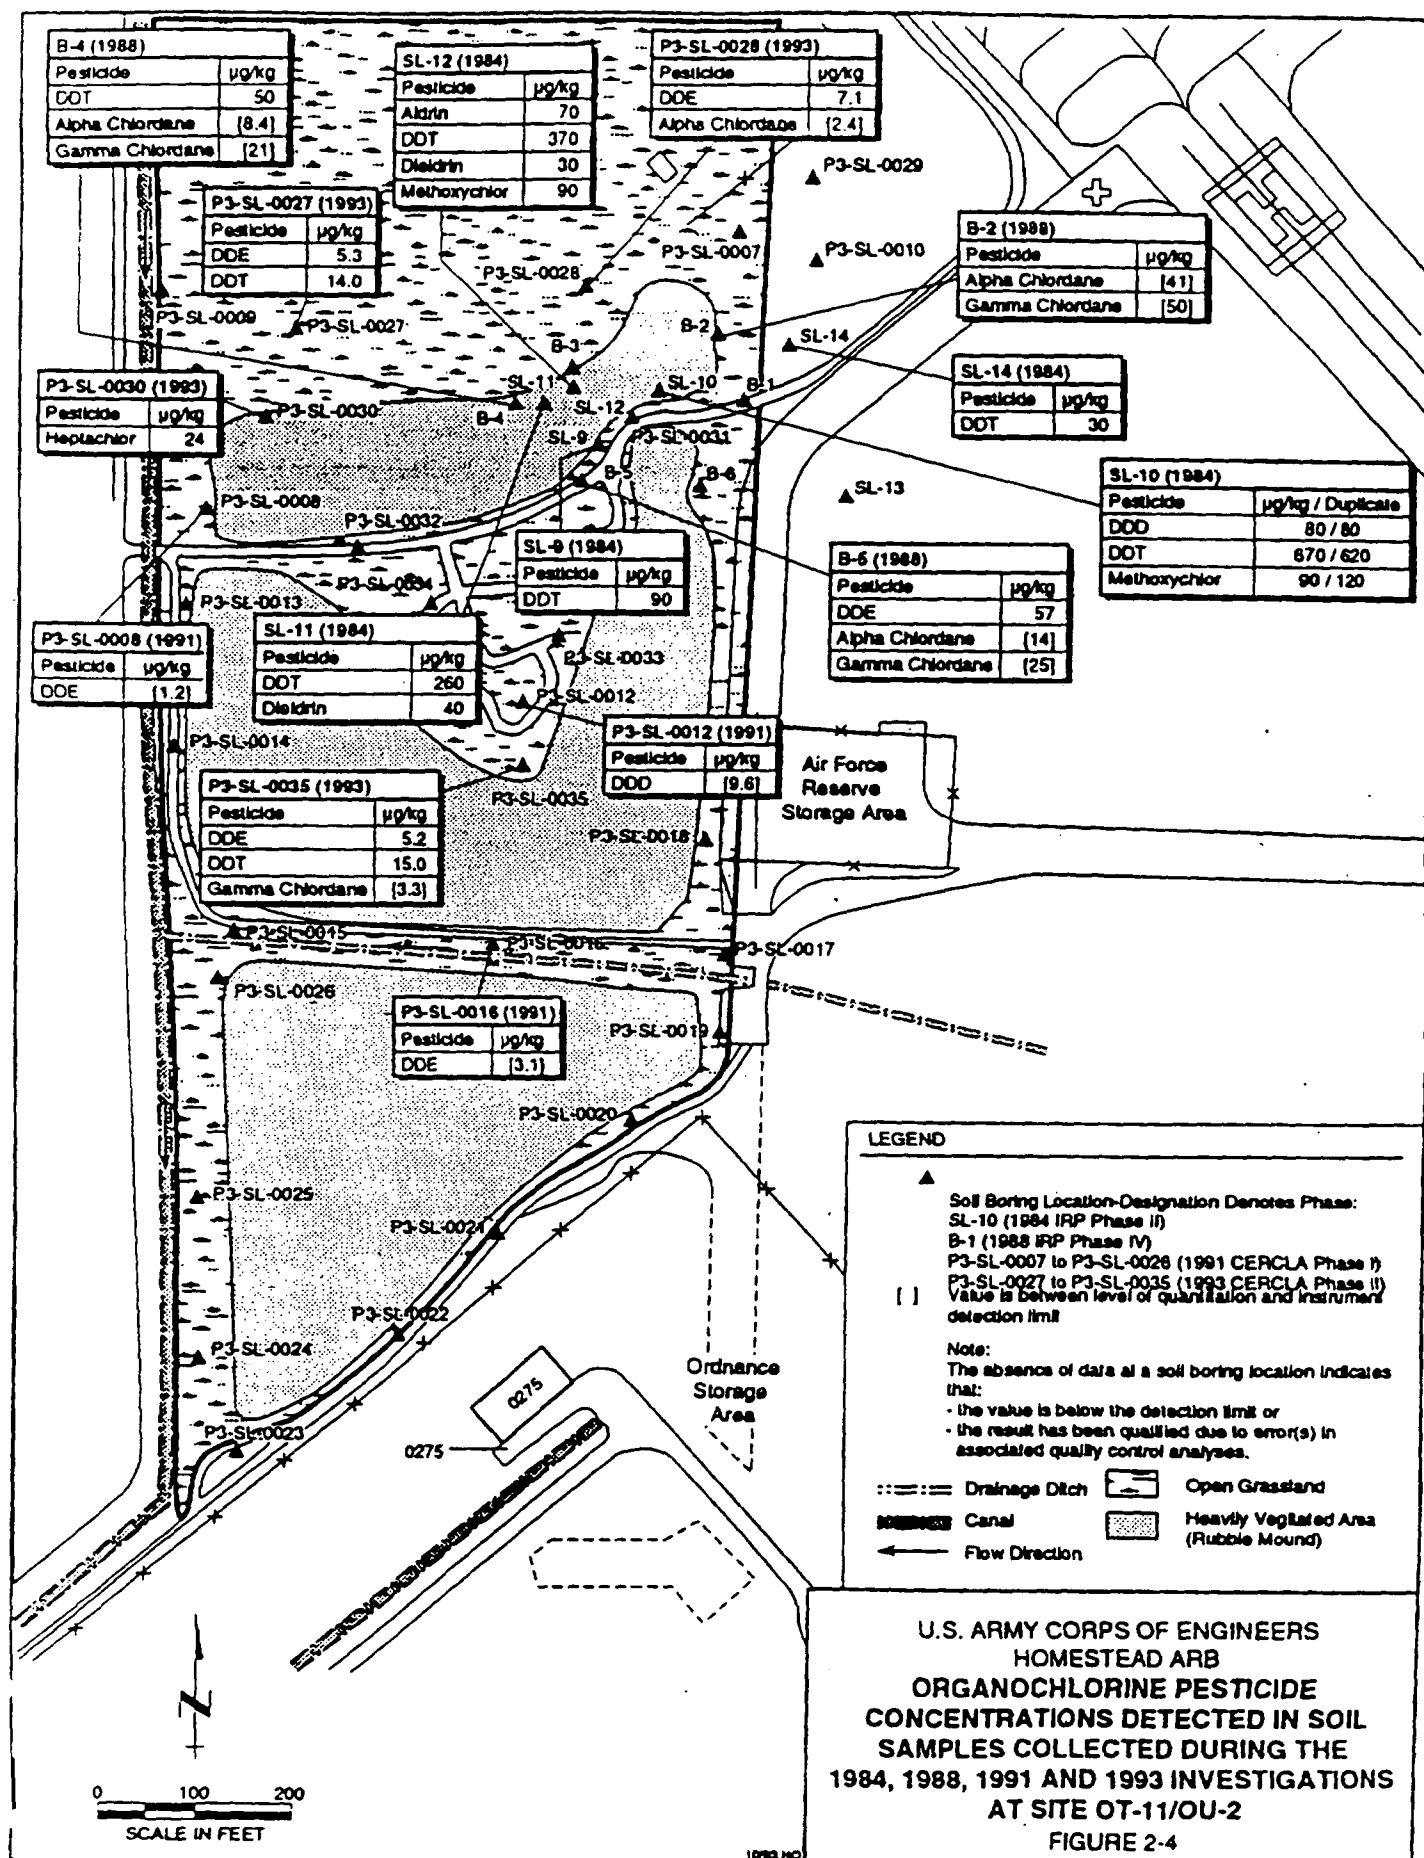 B-4 (1988)
Pesticide µg/kg
DDT 50
Alpha Chlordane [8.4]
Gamma Chlordane [21]
SL-12 (1984)
Pesticide µg/kg
Aldrin 70
DDT 370
Dieldrin 30
Methoxychlor 90
P3-SL-0028 (1993)
Pesticide µg/kg
DDE 7.1
Alpha Chlordane [2.4]
P3-SL-0029
P3-SL-0027 (1993)
Pesticide µg/kg
DDE 5.3
DDT 14.0
P3-SL-0007
P3-SL-0010
B-2 (1988)
Pesticide µg/kg
Alpha Chlordane [41]
Gamma Chlordane [50]
P3-SL-0028
P3-SL-0009
P3-SL-0027
B-2
SL-14
B-3
SL-11
SL-10
B-1
SL-14 (1984)
Pesticide µg/kg
DDT 30
P3-SL-0030 (1993)
Pesticide µg/kg
Heptachlor 24
P3-SL-0030
B-4
SL-12
SL-9
P3-SL-0031
B-5
B-6
SL-13
SL-10 (1984)
Pesticide µg/kg / Duplicate
DDD 80 / 80
DDT 670 / 620
Methoxychlor 90 / 120
P3-SL-0008
P3-SL-0032
SL-9 (1984)
Pesticide µg/kg
DDT 90
B-5 (1988)
Pesticide µg/kg
DDE 57
Alpha Chlordane [14]
Gamma Chlordane [25]
P3-SL-0034
P3-SL-0013
P3-SL-0008 (1991)
Pesticide µg/kg
DDE [1.2]
SL-11 (1984)
Pesticide µg/kg
DDT 260
Dieldrin 40
P3-SL-0033
P3-SL-0012
P3-SL-0012 (1991)
Pesticide µg/kg
DDD [9.6]
P3-SL-0014
Air Force
Reserve
Storage Area
P3-SL-0035 (1993)
Pesticide µg/kg
DDE 5.2
DDT 15.0
Gamma Chlordane [3.3]
P3-SL-0035
P3-SL-0018
P3-SL-0015
P3-SL-0016
P3-SL-0017
P3-SL-0026
P3-SL-0016 (1991)
Pesticide µg/kg
DDE [3.1]
P3-SL-0019
P3-SL-0020
P3-SL-0025
P3-SL-0021
P3-SL-0022
P3-SL-0024
P3-SL-0023
0275
0275
Ordnance
Storage
Area
LEGEND
Soil Boring Location-Designation Denotes Phase:
SL-10 (1984 IRP Phase II)
B-1 (1988 IRP Phase IV)
P3-SL-0007 to P3-SL-0026 (1991 CERCLA Phase I)
P3-SL-0027 to P3-SL-0035 (1993 CERCLA Phase II)
[ ] Value is between level of quantitation and instrument
detection limit
Note:
The absence of data at a soil boring location indicates
that:
- the value is below the detection limit or
- the result has been qualified due to error(s) in
associated quality control analyses.
Drainage Ditch
Open Grassland
Canal
Heavily Vegitated Area
(Rubble Mound)
Flow Direction
N
0 100 200
SCALE IN FEET
U.S. ARMY CORPS OF ENGINEERS
HOMESTEAD ARB
ORGANOCHLORINE PESTICIDE
CONCENTRATIONS DETECTED IN SOIL
SAMPLES COLLECTED DURING THE
1984, 1988, 1991 AND 1993 INVESTIGATIONS
AT SITE OT-11/OU-2
FIGURE 2-4